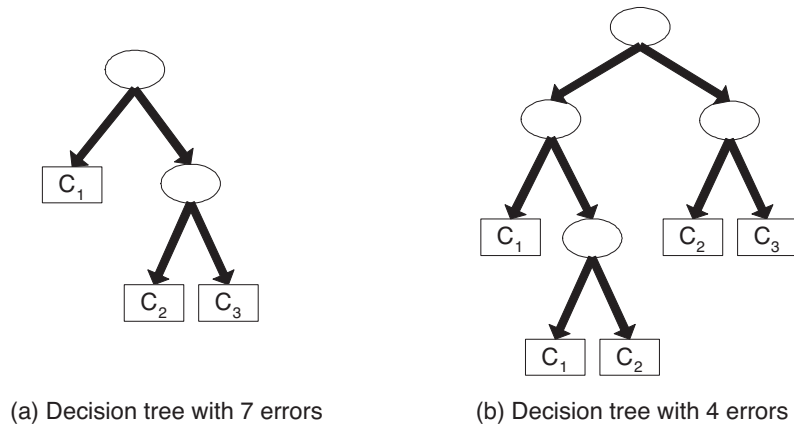 C₁
C₂ C₃
(a) Decision tree with 7 errors
C₁ C₂ C₃
C₁ C₂
(b) Decision tree with 4 errors